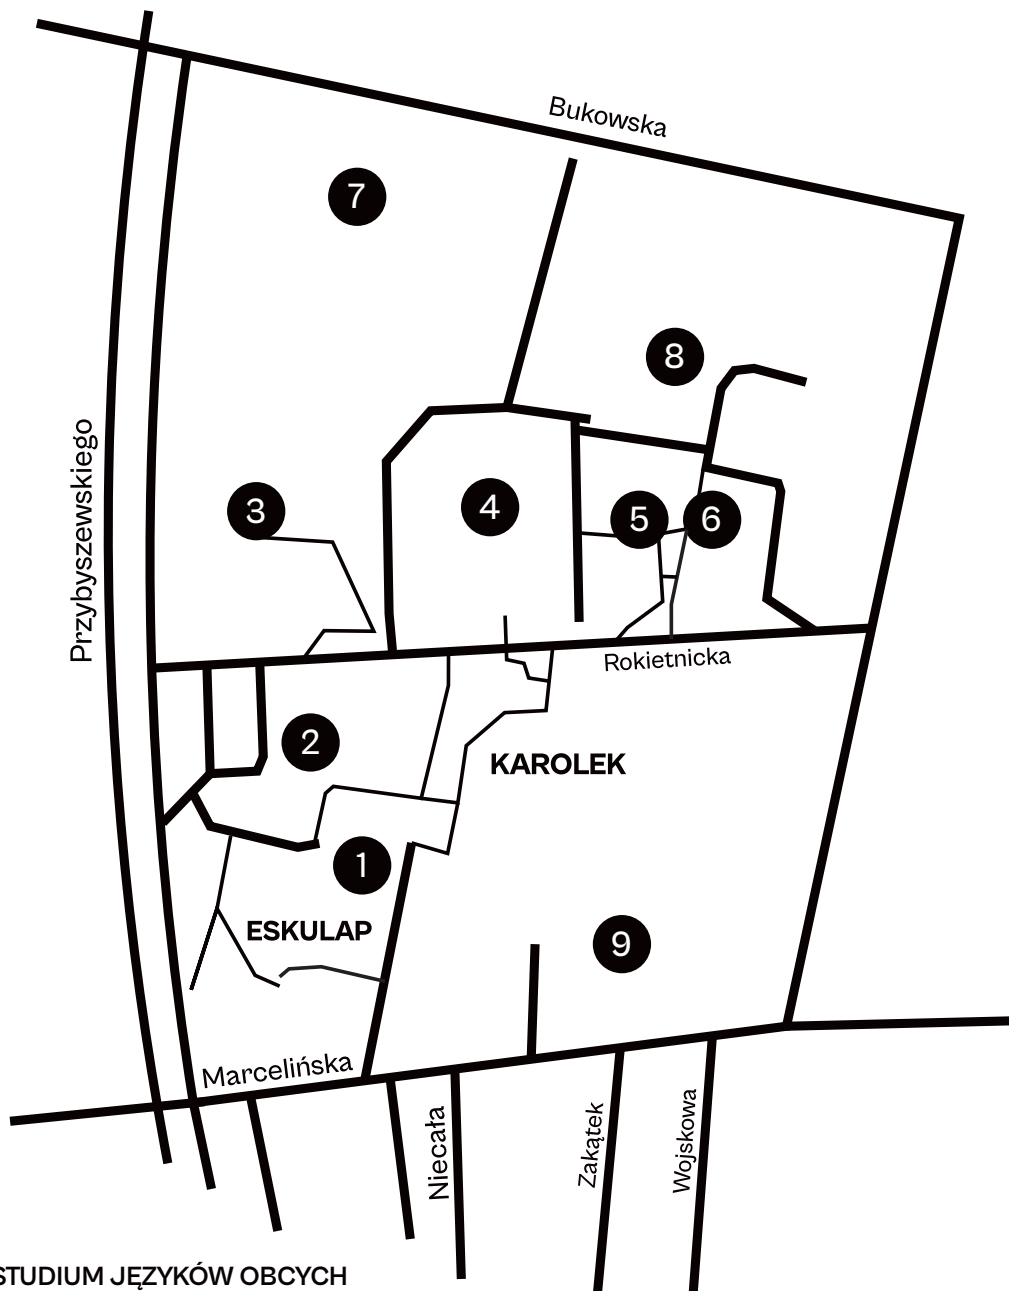 Bukowska
7
8
Przybyszewskiego
3
4
5
6
Rokietnicka
2
KAROLEK
1
ESKULAP
9
Marcelińska
Niecała
Zakątek
Wojskowa
STUDIUM JĘZYKÓW OBCYCH